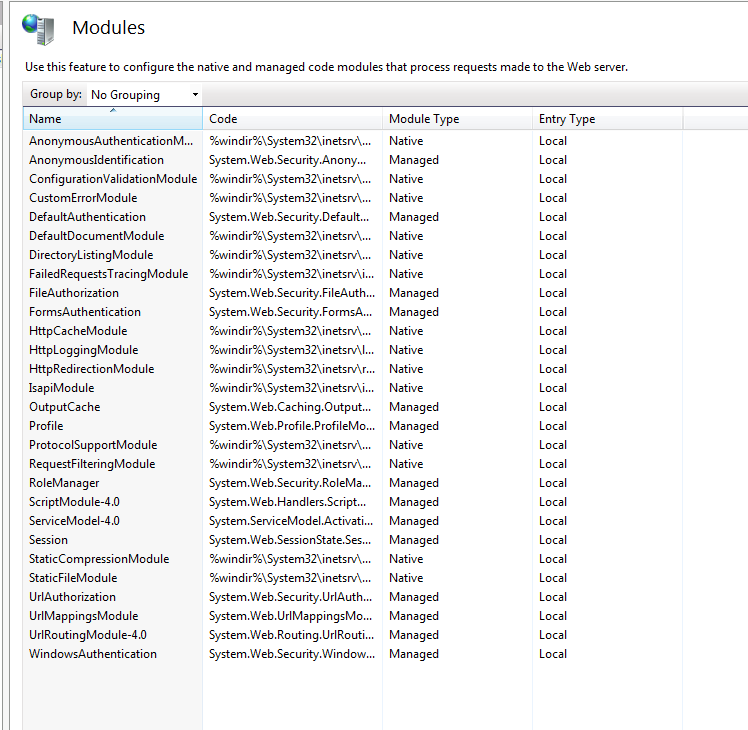 Modules
Use this feature to configure the native and managed code modules that process requests made to the Web server.
Group by: No Grouping
Name Code Module Type Entry Type
AnonymousAuthenticationM... %windir%\System32\inetsrv\... Native Local
AnonymousIdentification System.Web.Security.Anony... Managed Local
ConfigurationValidationModule %windir%\System32\inetsrv\... Native Local
CustomErrorModule %windir%\System32\inetsrv\... Native Local
DefaultAuthentication System.Web.Security.Default... Managed Local
DefaultDocumentModule %windir%\System32\inetsrv\... Native Local
DirectoryListingModule %windir%\System32\inetsrv\... Native Local
FailedRequestsTracingModule %windir%\System32\inetsrv\i... Native Local
FileAuthorization System.Web.Security.FileAuth... Managed Local
FormsAuthentication System.Web.Security.FormsA... Managed Local
HttpCacheModule %windir%\System32\inetsrv\... Native Local
HttpLoggingModule %windir%\System32\inetsrv\l... Native Local
HttpRedirectionModule %windir%\System32\inetsrv\r... Native Local
IsapiModule %windir%\System32\inetsrv\i... Native Local
OutputCache System.Web.Caching.Output... Managed Local
Profile System.Web.Profile.ProfileMo... Managed Local
ProtocolSupportModule %windir%\System32\inetsrv\... Native Local
RequestFilteringModule %windir%\System32\inetsrv\... Native Local
RoleManager System.Web.Security.RoleMa... Managed Local
ScriptModule-4.0 System.Web.Handlers.Script... Managed Local
ServiceModel-4.0 System.ServiceModel.Activati... Managed Local
Session System.Web.SessionState.Ses... Managed Local
StaticCompressionModule %windir%\System32\inetsrv\... Native Local
StaticFileModule %windir%\System32\inetsrv\... Native Local
UrlAuthorization System.Web.Security.UrlAuth... Managed Local
UrlMappingsModule System.Web.UrlMappingsMo... Managed Local
UrlRoutingModule-4.0 System.Web.Routing.UrlRouti... Managed Local
WindowsAuthentication System.Web.Security.Window... Managed Local